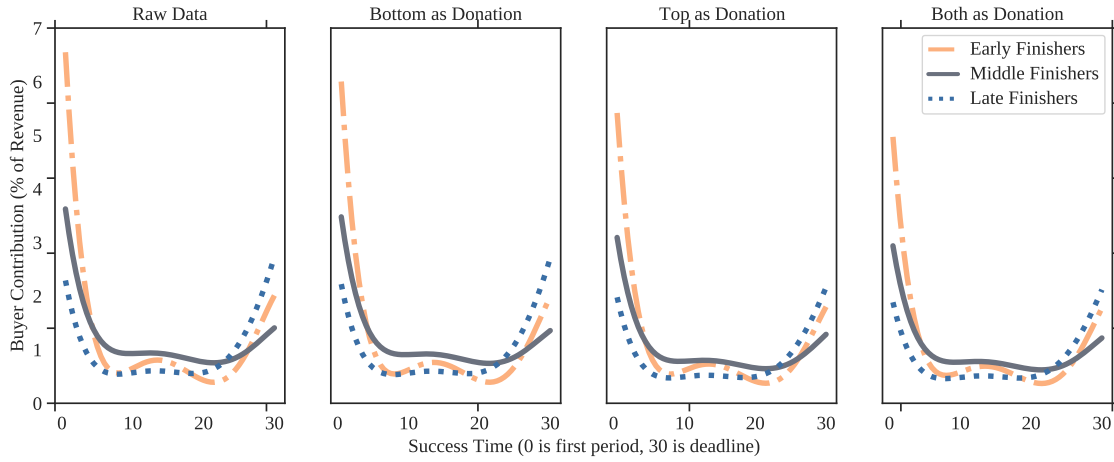 Raw Data
Bottom as Donation
Top as Donation
Both as Donation
Early Finishers
Middle Finishers
Late Finishers
Buyer Contribution (% of Revenue)
7
6
5
4
3
2
1
0
0 10 20 30
0 10 20 30
0 10 20 30
0 10 20 30
Success Time (0 is first period, 30 is deadline)